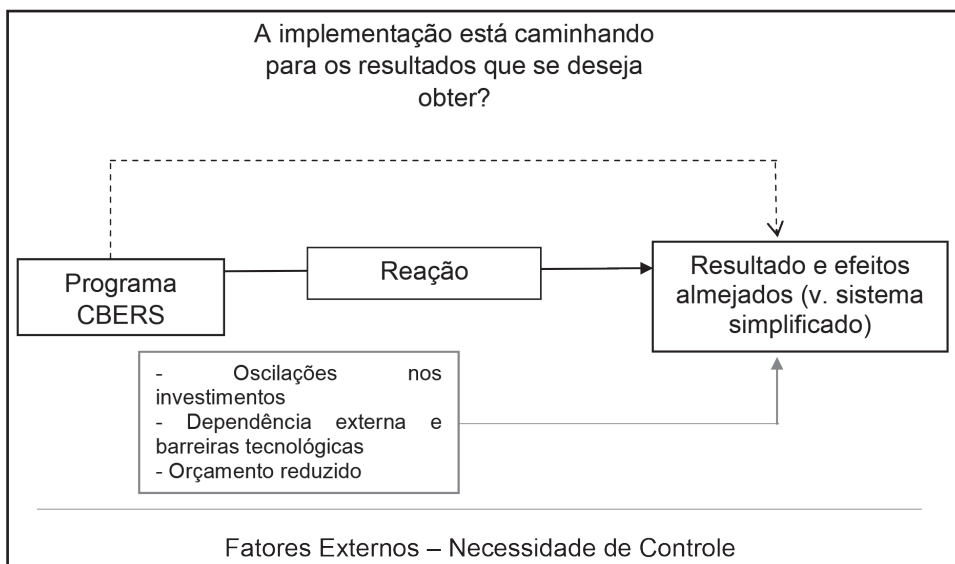 A implementação está caminhando
para os resultados que se deseja
obter?
Programa
CBERS
Reação
Resultado e efeitos
almejados (v. sistema
simplificado)
- Oscilações nos
investimentos
- Dependência externa e
barreiras tecnológicas
- Orçamento reduzido
Fatores Externos – Necessidade de Controle